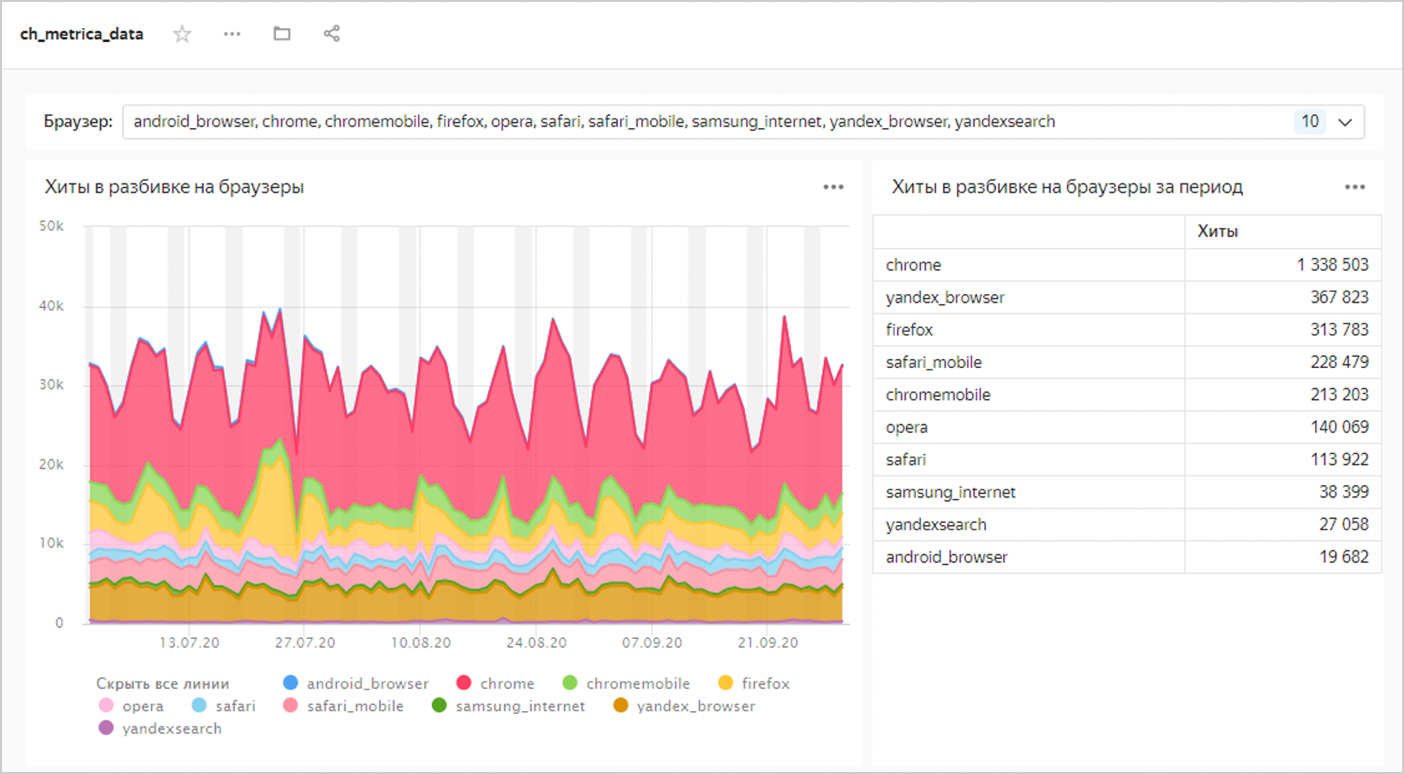 ch_metrica_data
Браузер: android_browser, chrome, chromemobile, firefox, opera, safari, safari_mobile, samsung_internet, yandex_browser, yandexsearch 10
Хиты в разбивке на браузеры
50k
40k
30k
20k
10k
0
13.07.20 27.07.20 10.08.20 24.08.20 07.09.20 21.09.20
Скрыть все линии android_browser chrome chromemobile firefox
opera safari safari_mobile samsung_internet yandex_browser
yandexsearch
Хиты в разбивке на браузеры за период
Хиты
chrome 1 338 503
yandex_browser 367 823
firefox 313 783
safari_mobile 228 479
chromemobile 213 203
opera 140 069
safari 113 922
samsung_internet 38 399
yandexsearch 27 058
android_browser 19 682